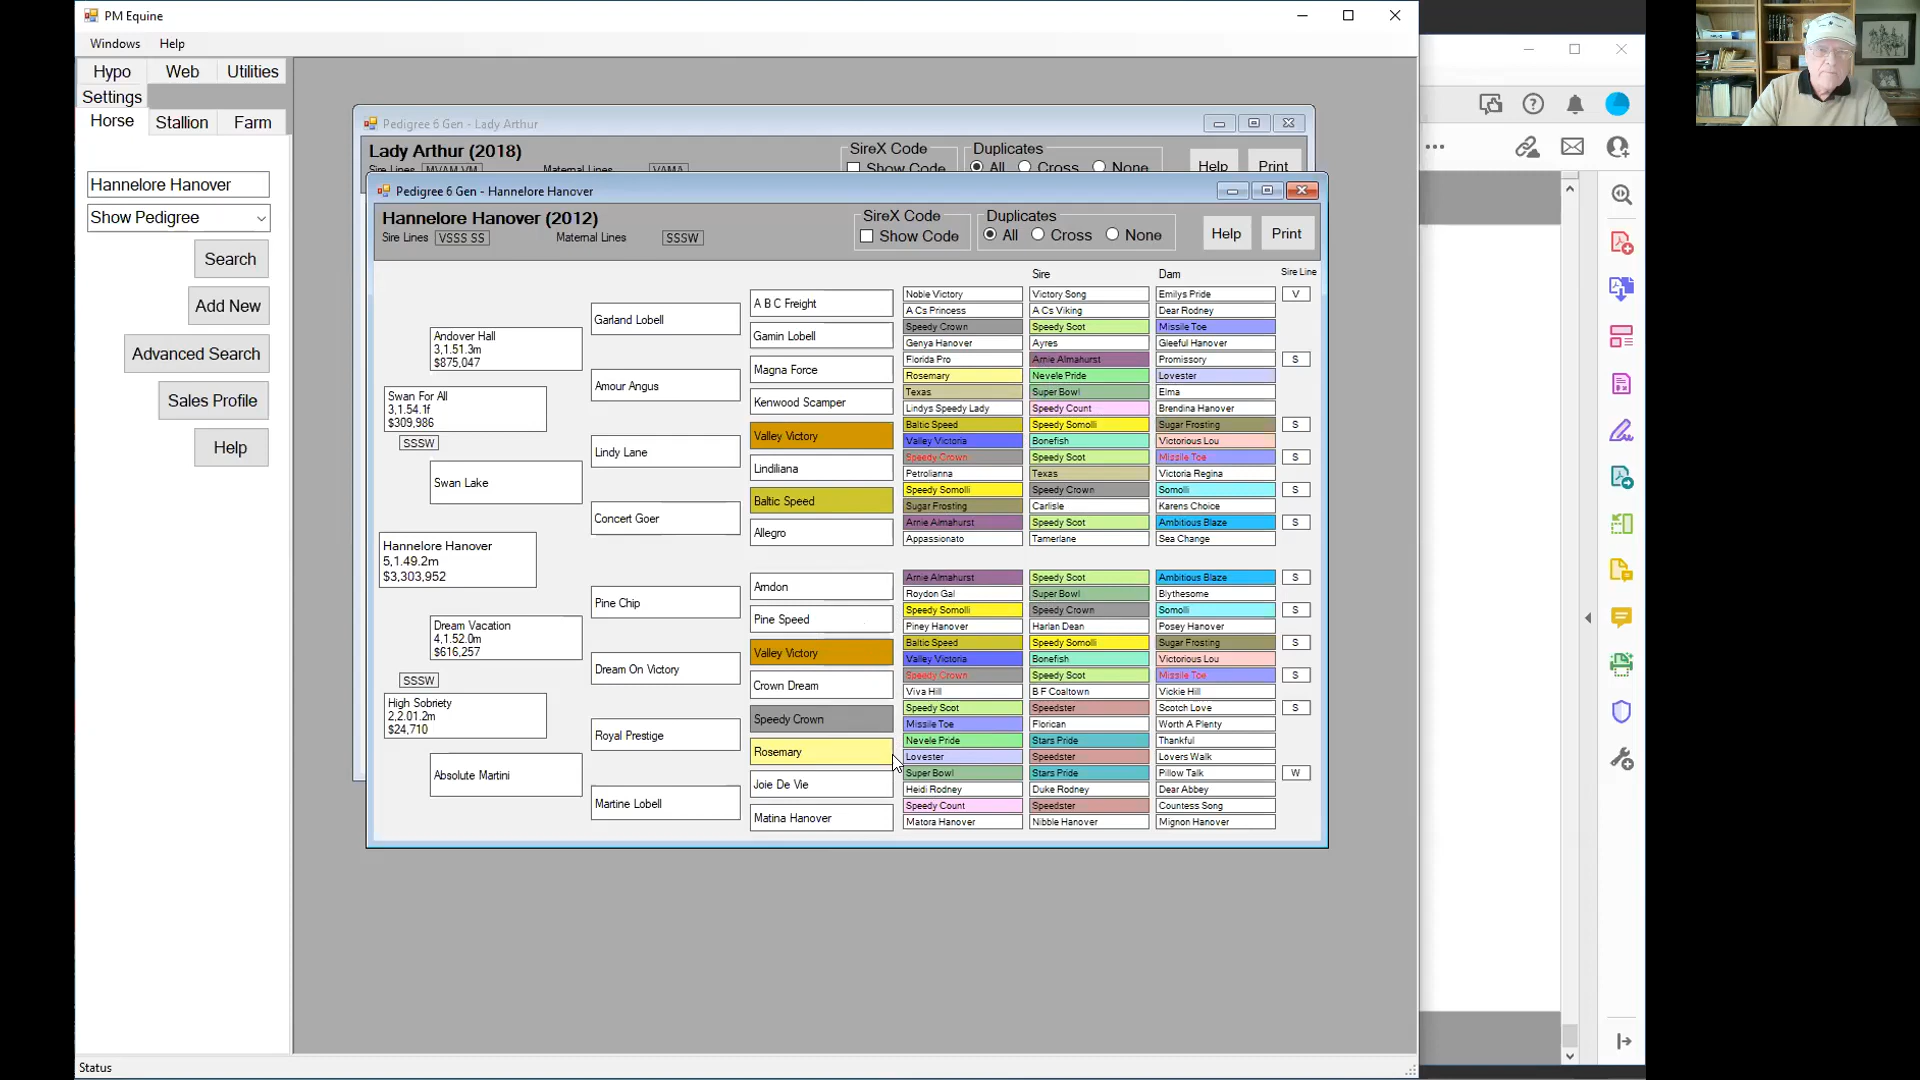 PM Equine
Windows Help
Hypo Web Utilities
Settings
Horse Stallion Farm
Hannelore Hanover
Show Pedigree
Search
Add New
Advanced Search
Sales Profile
Help
Pedigree 6 Gen - Lady Arthur
Lady Arthur (2018)
SireX Code
Show Code
Duplicates
All Cross None
Help Print
Sire Lines MVAM VM Maternal Lines VAMA
Pedigree 6 Gen - Hannelore Hanover
Hannelore Hanover (2012)
Sire Lines VSSS SS Maternal Lines SSSW
SireX Code
Show Code
Duplicates
All Cross None
Help Print
Sire Dam Sire Line
Hannelore Hanover
5,1.49.2m
$3,303,952
Swan For All
3,1.54.1f
$309,986
SSSW
Dream Vacation
4,1.52.0m
$616,257
SSSW
High Sobriety
2,2.01.2m
$24,710
Andover Hall
3,1.51.3m
$875,047
Swan Lake
Absolute Martini
Garland Lobell
Amour Angus
Lindy Lane
Concert Goer
Pine Chip
Dream On Victory
Royal Prestige
Martine Lobell
A B C Freight
Gamin Lobell
Magna Force
Kenwood Scamper
Valley Victory
Lindiliana
Baltic Speed
Allegro
Arndon
Pine Speed
Valley Victory
Crown Dream
Speedy Crown
Rosemary
Joie De Vie
Matina Hanover
Noble Victory Victory Song Emilys Pride V
A Cs Princess A Cs Viking Dear Rodney
Speedy Crown Speedy Scot Missile Toe
Genya Hanover Ayres Gleeful Hanover
Florida Pro Arnie Almahurst Promissory S
Rosemary Nevele Pride Lovester
Texas Super Bowl Elma
Lindys Speedy Lady Speedy Count Brendina Hanover
Baltic Speed Speedy Somolli Sugar Frosting S
Valley Victoria Bonefish Victorious Lou
Speedy Crown Speedy Scot Missile Toe S
Petrolianna Texas Victoria Regina
Speedy Somolli Speedy Crown Somolli S
Sugar Frosting Carlisle Karens Choice
Arnie Almahurst Speedy Scot Ambitious Blaze S
Appassionato Tamerlane Sea Change
Arnie Almahurst Speedy Scot Ambitious Blaze S
Roydon Gal Super Bowl Blythesome
Speedy Somolli Speedy Crown Somolli S
Piney Hanover Harlan Dean Posey Hanover
Baltic Speed Speedy Somolli Sugar Frosting S
Valley Victoria Bonefish Victorious Lou
Speedy Crown Speedy Scot Missile Toe S
Viva Hill B F Coaltown Vickie Hill
Speedy Scot Speedster Scotch Love S
Missile Toe Florican Worth A Plenty
Nevele Pride Stars Pride Thankful
Lovester Speedster Lovers Walk
Super Bowl Stars Pride Pillow Talk W
Heidi Rodney Duke Rodney Dear Abbey
Speedy Count Speedster Countess Song
Matora Hanover Nibble Hanover Mignon Hanover
Status